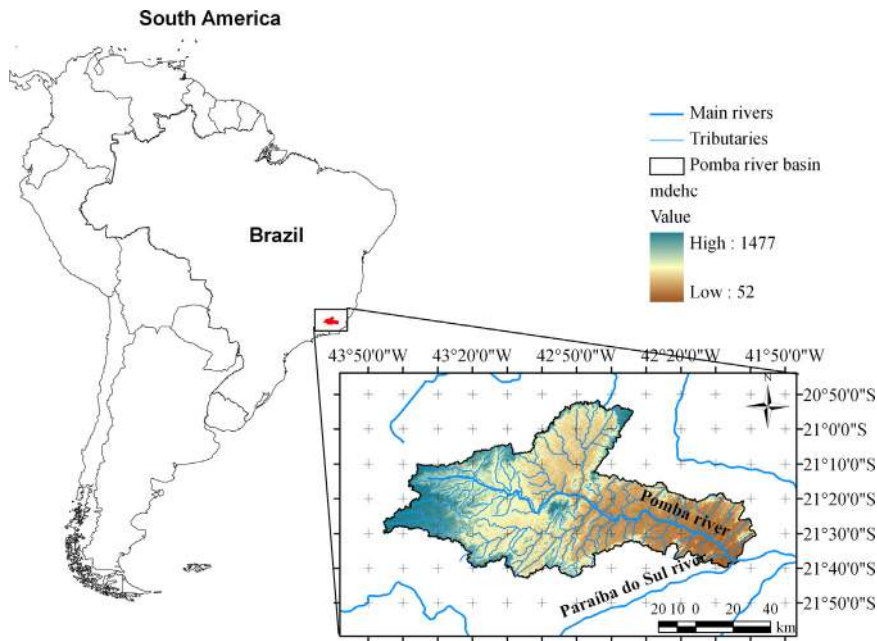 South America
Brazil
Main rivers
Tributaries
Pomba river basin
mdehc
Value
High : 1477
Low : 52
43°50'0"W 43°20'0"W 42°50'0"W 42°20'0"W 41°50'0"W
N
20°50'0"S
21°0'0"S
21°10'0"S
21°20'0"S
21°30'0"S
21°40'0"S
21°50'0"S
Pomba river
Paraíba do Sul river
20 10 0 20 40
km